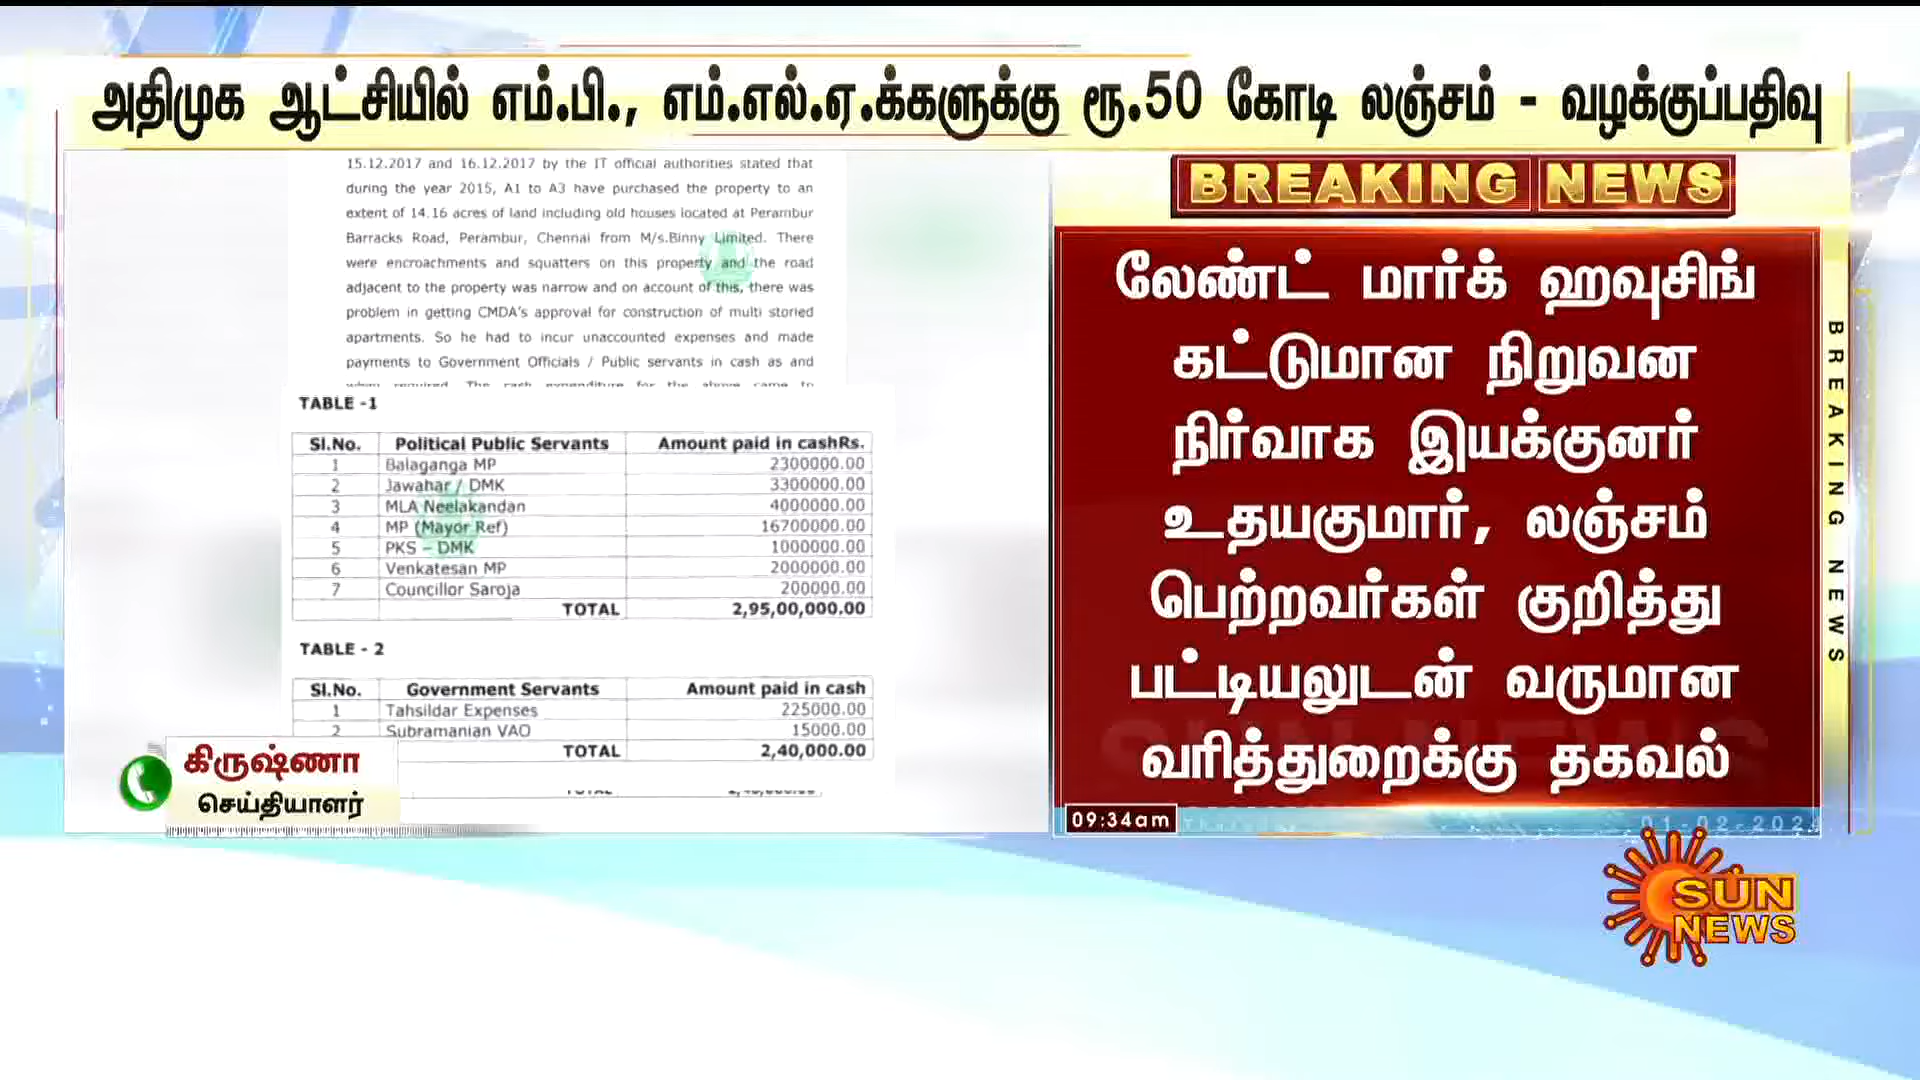 அதிமுக ஆட்சியில் எம்.பி., எம்.எல்.ஏ.க்களுக்கு ரூ.50 கோடி லஞ்சம் - வழக்குப்பதிவு
15.12.2017 and 16.12.2017 by the IT official authorities stated that
during the year 2015, A1 to A3 have purchased the property to an
extent of 14.16 acres of land including old houses located at Perambur
Barracks Road, Perambur, Chennai from M/s.Binny Limited. There
were encroachments and squatters on this property and the road
adjacent to the property was narrow and on account of this, there was
problem in getting CMDA's approval for construction of multi storied
apartments. So he had to incur unaccounted expenses and made
payments to Government Officials / Public servants in cash as and
TABLE -1
Sl.No. Political Public Servants Amount paid in cashRs.
1 Balaganga MP 2300000.00
2 Jawahar / DMK 3300000.00
3 MLA Neelakandan 4000000.00
4 MP (Mayor Ref) 16700000.00
5 PKS - DMK 1000000.00
6 Venkatesan MP 2000000.00
7 Councillor Saroja 200000.00
TOTAL 2,95,00,000.00
TABLE - 2
Sl.No. Government Servants Amount paid in cash
1 Tahsildar Expenses 225000.00
2 Subramanian VAO 15000.00
TOTAL 2,40,000.00
கிருஷ்ணா
செய்தியாளர்
BREAKING NEWS
லேண்ட் மார்க் ஹவுசிங்
கட்டுமான நிறுவன
நிர்வாக இயக்குனர்
உதயகுமார், லஞ்சம்
பெற்றவர்கள் குறித்து
பட்டியலுடன் வருமான
வரித்துறைக்கு தகவல்
BREAKING NEWS
09:34am
01-02-2024
SUN
NEWS